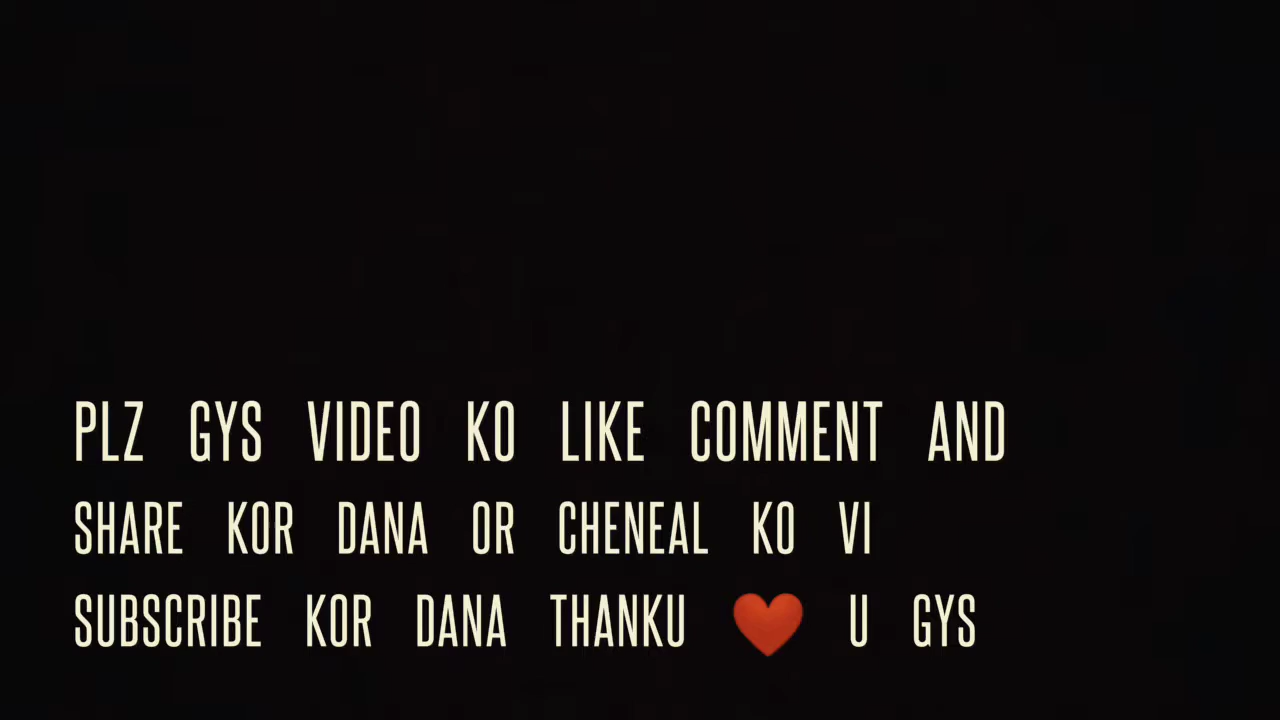 PLZ GYS VIDEO KO LIKE COMMENT AND
SHARE KOR DANA OR CHENEAL KO VI
SUBSCRIBE KOR DANA THANKU ❤️ U GYS